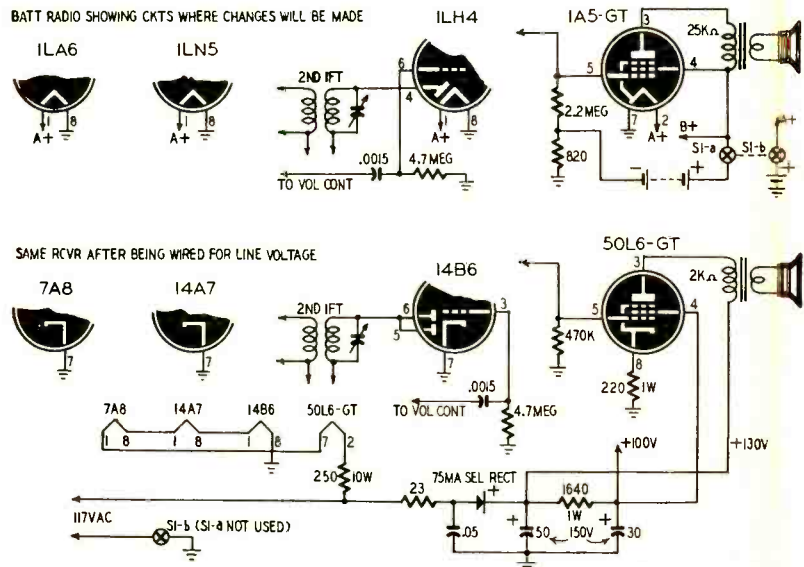 BATT RADIO SHOWING CKTS WHERE CHANGES WILL BE MADE
1LA6
1LN5
1LH4
1A5-GT
1
8
A+
1
8
A+
2ND IFT
6
4
1
8
A+
.0015
4.7MEG
TO VOL CONT
3
5
4
7
2
A+
25KΩ
2.2MEG
820
B+
S1-a
S1-b
A+
-
+
+
SAME RCVR AFTER BEING WIRED FOR LINE VOLTAGE
7A8
14A7
14B6
50L6-GT
7
7
2ND IFT
6
5
3
7
.0015
TO VOL CONT
4.7MEG
3
5
4
8
2KΩ
470K
220
1W
7A8
14A7
14B6
50L6-GT
1 8
1 8
1 8
7 2
250
10W
+100V
+130V
23
75MA SEL RECT
+
1640
1W
117VAC
S1-b (S1-a NOT USED)
.05
+
50
150V
+
30